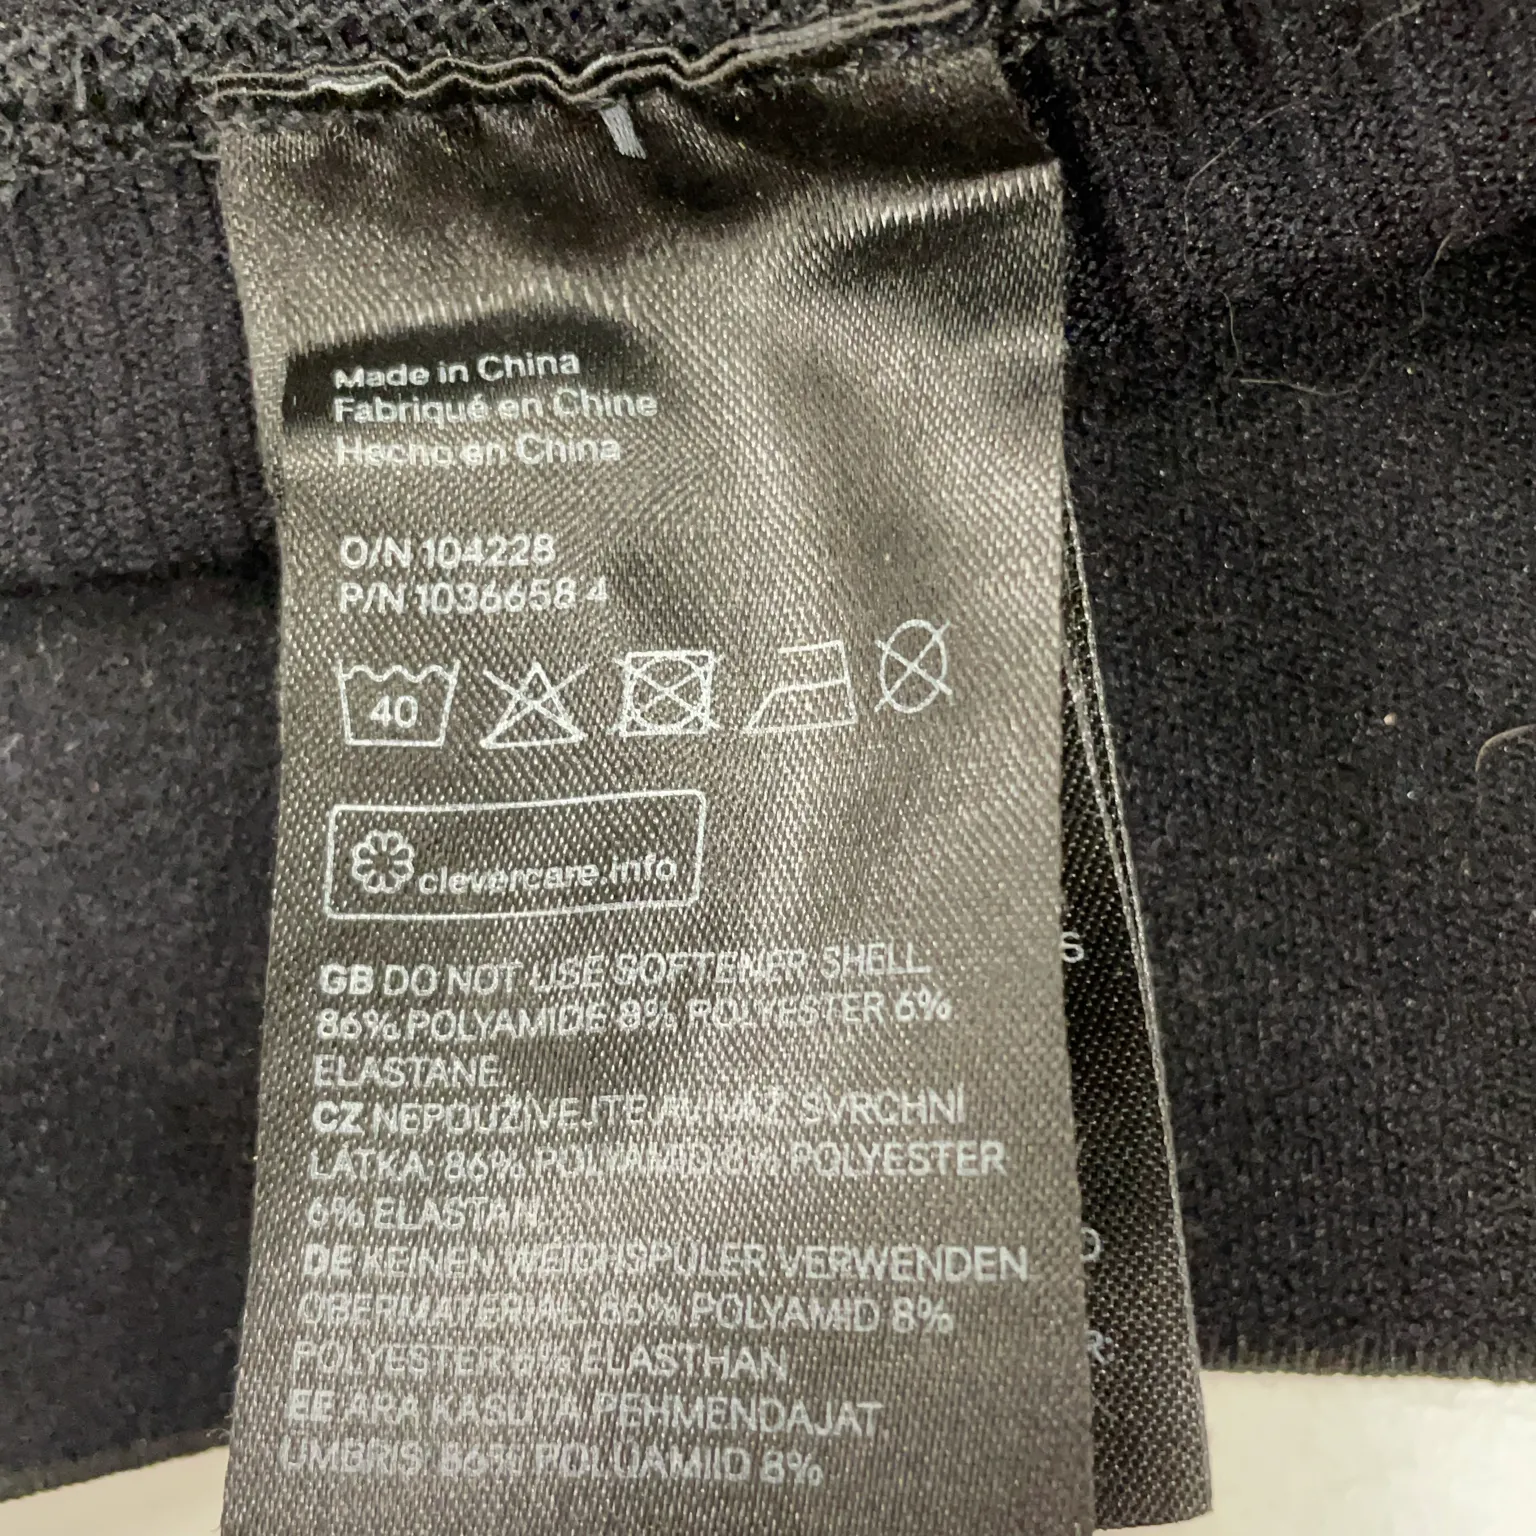 Made in China
Fabriqué en Chine
Hecho en China
O/N 104228
P/N 1036658 4
40
clevercare.info
GB DO NOT USE SOFTENER SHELL
86% POLYAMIDE 8% POLYESTER 6%
ELASTANE
CZ NEPOUŽÍVEJTE AVIVÁŽ SVRCHNÍ
LÁTKA: 86% POLYAMID 8% POLYESTER
6% ELASTAN
DE KEINEN WEICHSPÜLER VERWENDEN
OBERMATERIAL: 86% POLYAMID 8%
POLYESTER 6% ELASTHAN
EE ÄRA KASUTA PEHMENDAJAT
ÜMBRIS: 86% POLÜAMIID 8%
S
R: